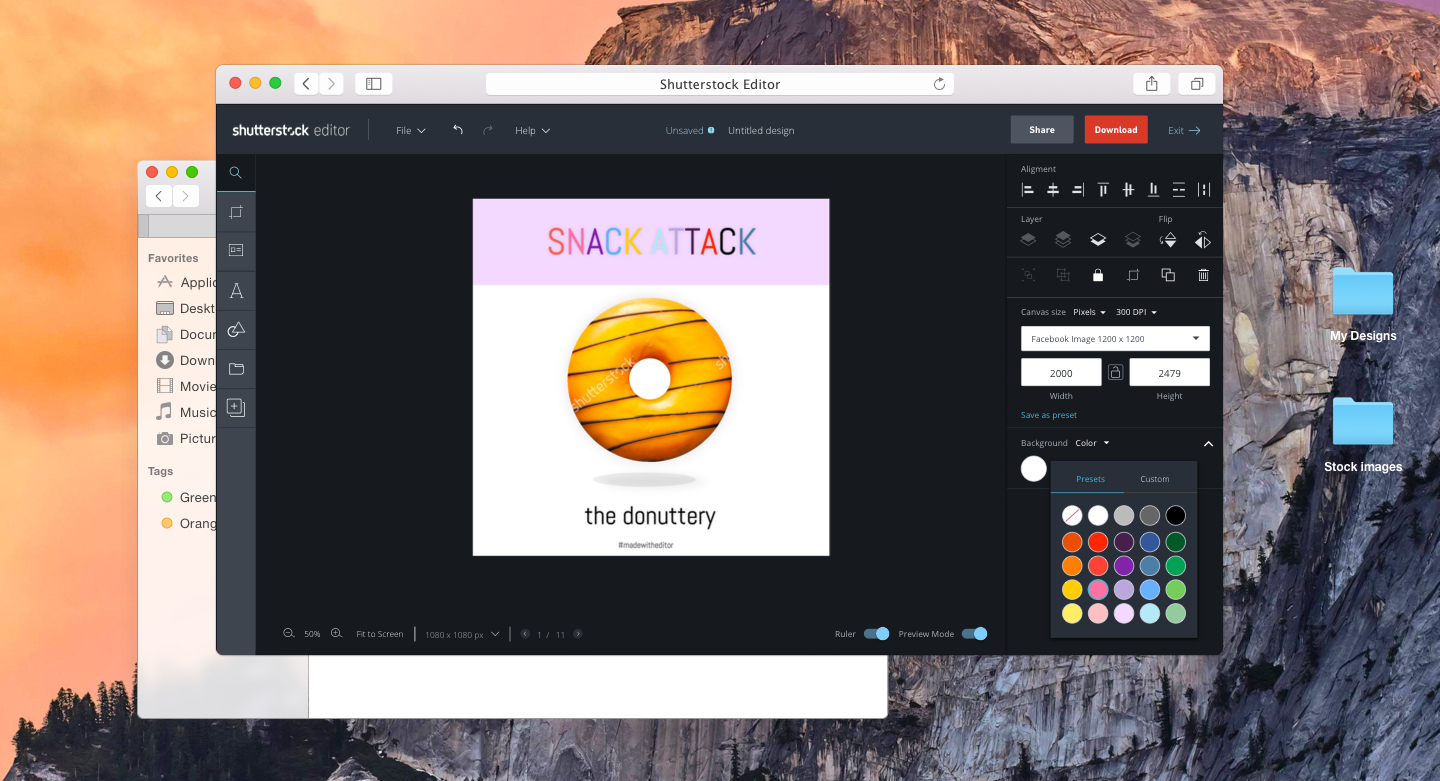 Shutterstock Editor
shutterstock editor
File
Help
Unsaved
Untitled design
Share
Download
Exit
Favorites
Applic
Deskt
Docur
Down
Movie
Music
Pictur
Tags
Green
Orang
SNACK ATTACK
shutterstock
sh
the donuttery
#madewitheditor
50%
Fit to Screen
1080 x 1080 px
1 / 11
Ruler
Preview Mode
Aligment
Layer
Flip
Canvas size Pixels 300 DPI
Facebook Image 1200 x 1200
2000 2479
Width Height
Save as preset
Background Color
Presets Custom
My Designs
Stock images